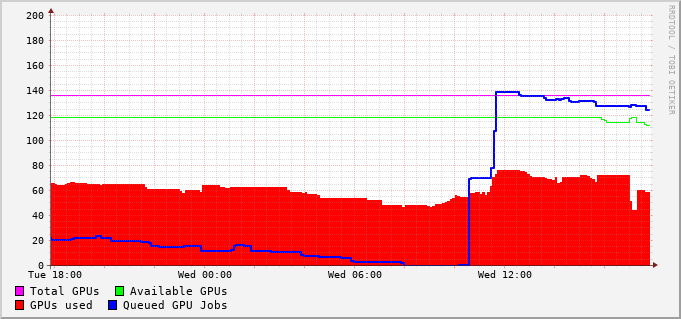 200
180
160
140
120
100
80
60
40
20
0
Tue 18:00 Wed 00:00 Wed 06:00 Wed 12:00
Total GPUs Available GPUs
GPUs used Queued GPU Jobs
RRDTOOL / TOBI OETIKER